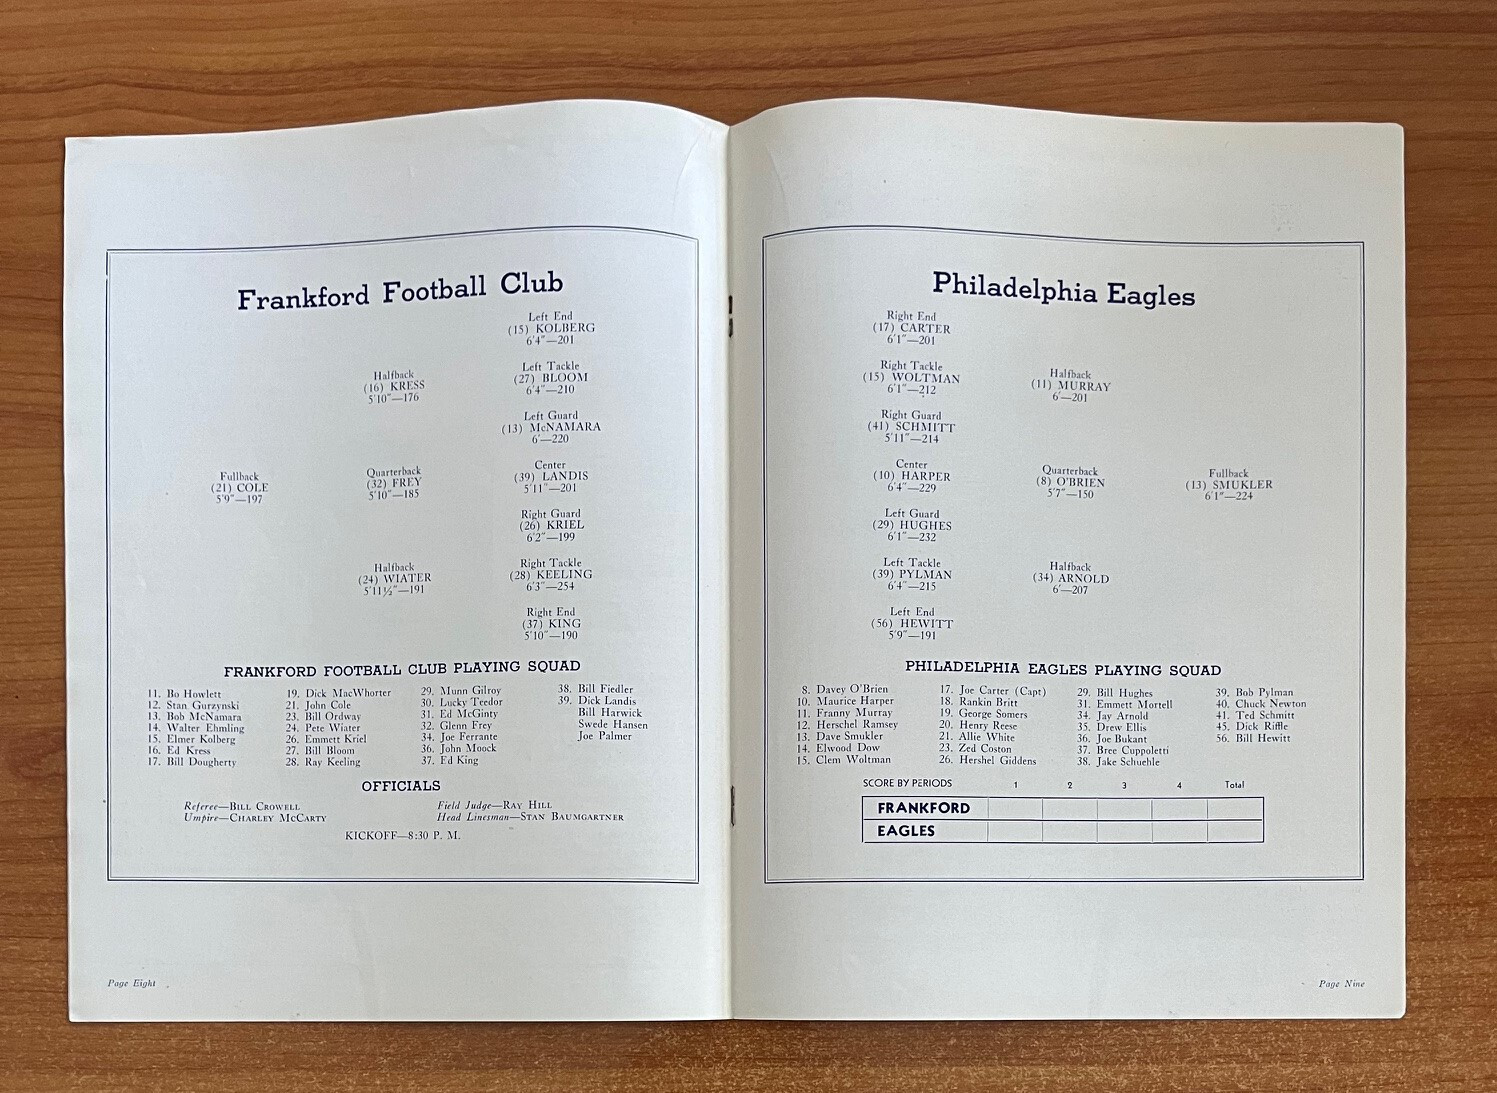 Frankford Football Club
Left End
(15) KOLBERG
6'4"—201
Halfback
(16) KRESS
5'10"—176
Left Tackle
(27) BLOOM
6'4"—210
Left Guard
(13) McNAMARA
6'—220
Fullback
(21) COLE
5'9"—197
Quarterback
(32) FREY
5'10"—185
Center
(39) LANDIS
5'11"—201
Right Guard
(26) KRIEL
6'2"—199
Halfback
(24) WIATER
5'11½"—191
Right Tackle
(28) KEELING
6'3"—254
Right End
(37) KING
5'10"—190
FRANKFORD FOOTBALL CLUB PLAYING SQUAD
11. Bo Howlett
12. Stan Gurzynski
13. Bob McNamara
14. Walter Ehmling
15. Elmer Kolberg
16. Ed Kress
17. Bill Dougherty
19. Dick MacWhorter
21. John Cole
23. Bill Ordway
24. Pete Wiater
26. Emmett Kriel
27. Bill Bloom
28. Ray Keeling
29. Munn Gilroy
30. Lucky Teedor
31. Ed McGinty
32. Glenn Frey
34. Joe Ferrante
36. John Moock
37. Ed King
38. Bill Fiedler
39. Dick Landis
Bill Harwick
Swede Hansen
Joe Palmer
OFFICIALS
Referee—BILL CROWELL
Umpire—CHARLEY MCCARTY
Field Judge—RAY HILL
Head Linesman—STAN BAUMGARTNER
KICKOFF—8:30 P. M.
Page Eight
Philadelphia Eagles
Right End
(17) CARTER
6'1"—201
Right Tackle
(15) WOLTMAN
6'1"—212
Halfback
(11) MURRAY
6'—201
Right Guard
(41) SCHMITT
5'11"—214
Center
(10) HARPER
6'4"—229
Quarterback
(8) O'BRIEN
5'7"—150
Fullback
(13) SMUKLER
6'1"—224
Left Guard
(29) HUGHES
6'1"—232
Left Tackle
(39) PYLMAN
6'4"—215
Halfback
(34) ARNOLD
6'—207
Left End
(56) HEWITT
5'9"—191
PHILADELPHIA EAGLES PLAYING SQUAD
8. Davey O'Brien
10. Maurice Harper
11. Franny Murray
12. Herschel Ramsey
13. Dave Smukler
14. Elwood Dow
15. Clem Woltman
17. Joe Carter (Capt)
18. Rankin Britt
19. George Somers
20. Henry Reese
21. Allie White
23. Zed Coston
26. Hershel Giddens
29. Bill Hughes
31. Emmett Mortell
34. Jay Arnold
35. Drew Ellis
36. Joe Bukant
37. Bree Cuppoletti
38. Jake Schuehle
39. Bob Pylman
40. Chuck Newton
41. Ted Schmitt
45. Dick Riffle
56. Bill Hewitt
SCORE BY PERIODS 1 2 3 4 Total
FRANKFORD
EAGLES
Page Nine